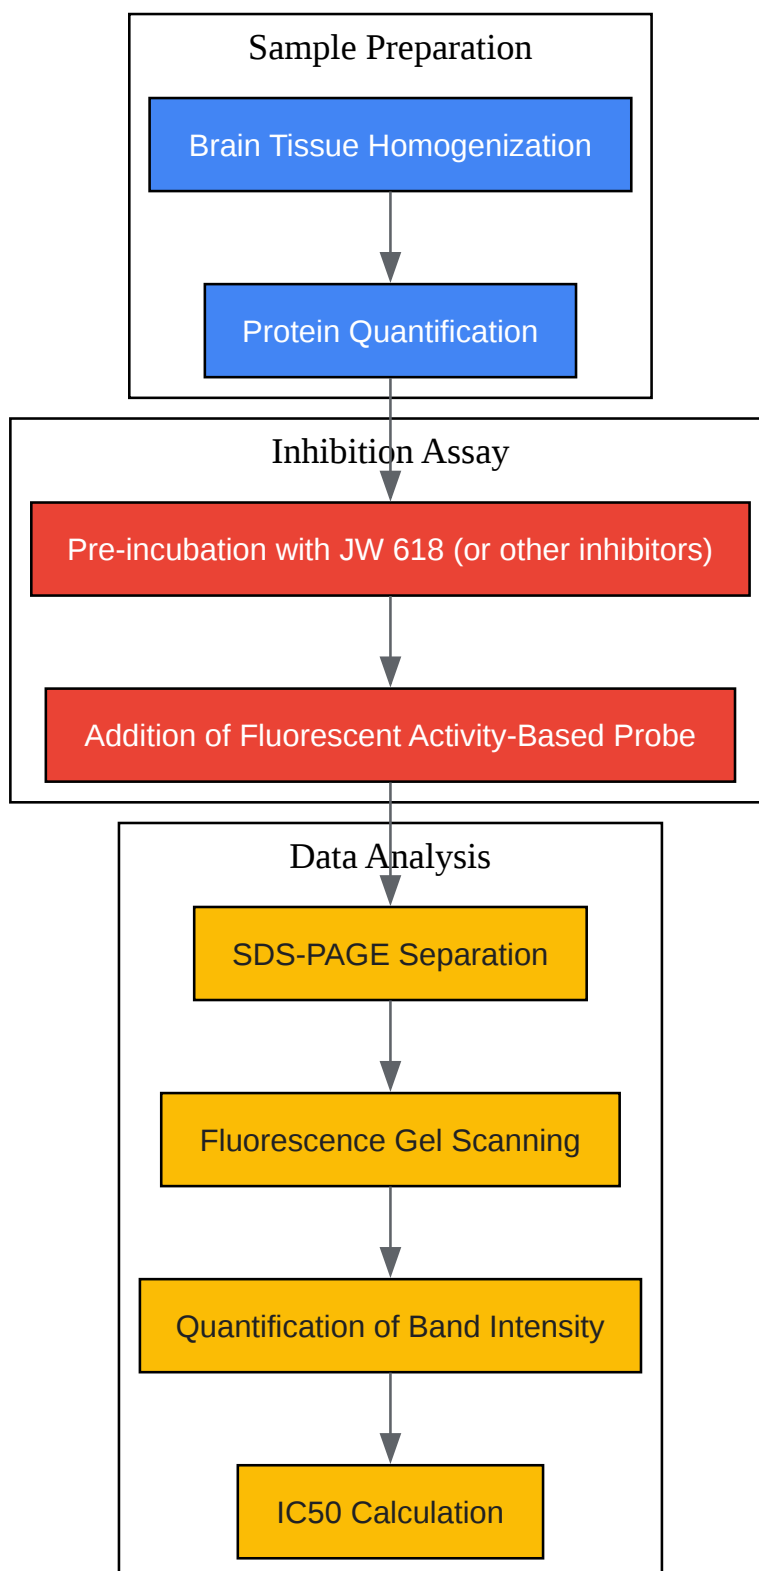 Sample Preparation
Brain Tissue Homogenization
Protein Quantification
Inhibition Assay
Pre-incubation with JW 618 (or other inhibitors)
Addition of Fluorescent Activity-Based Probe
Data Analysis
SDS-PAGE Separation
Fluorescence Gel Scanning
Quantification of Band Intensity
IC50 Calculation